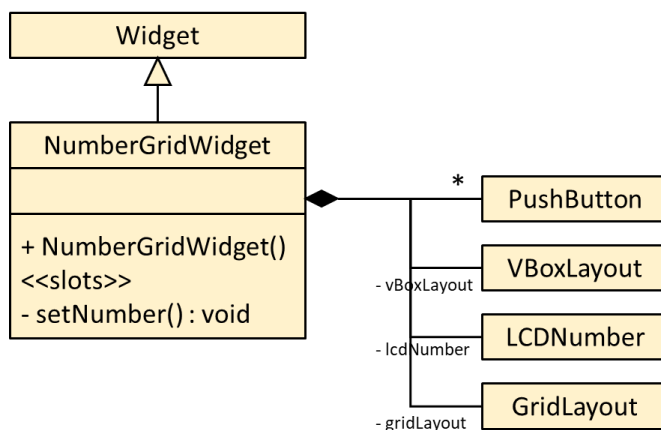 Widget
NumberGridWidget
+ NumberGridWidget()
<<slots>>
- setNumber() : void
*
PushButton
VBoxLayout
- vBoxLayout
LCDNumber
- lcdNumber
GridLayout
- gridLayout